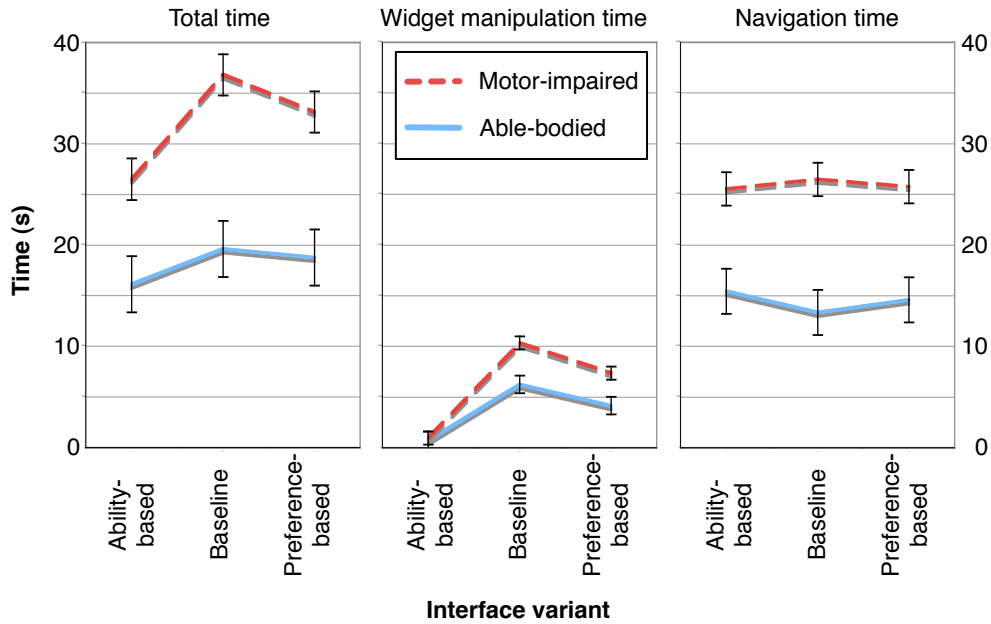 Total time
Widget manipulation time
Navigation time
40
30
20
10
0
Time (s)
Motor-impaired
Able-bodied
40
30
20
10
0
Ability-
based
Baseline
Preference-
based
Ability-
based
Baseline
Preference-
based
Ability-
based
Baseline
Preference-
based
Interface variant